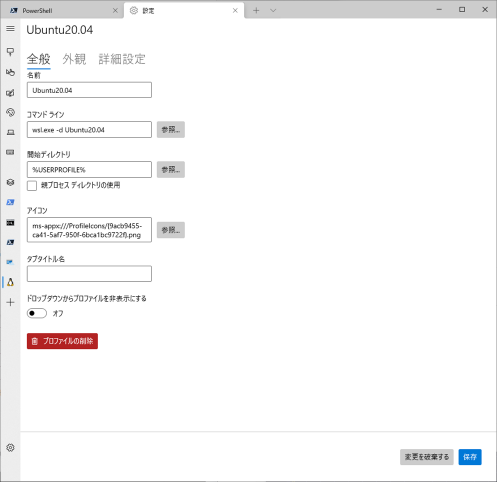 PowerShell
設定
Ubuntu20.04
全般 外観 詳細設定
名前
Ubuntu20.04
コマンド ライン
wsl.exe -d Ubuntu20.04
参照...
開始ディレクトリ
%USERPROFILE%
参照...
親プロセス ディレクトリの使用
アイコン
ms-appx:///ProfileIcons/{9acb9455-
ca41-5af7-950f-6bca1bc9722f}.png
参照...
タブタイトル名
ドロップダウンからプロファイルを非表示にする
オフ
プロファイルの削除
変更を破棄する 保存